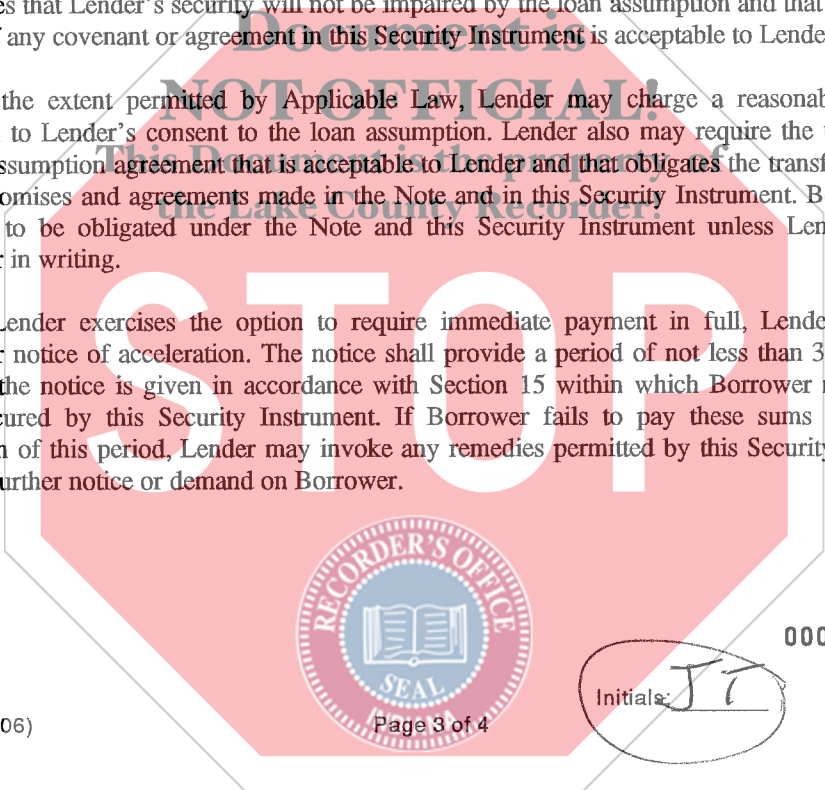 es that Lender's security will not be impaired by the loan assumption and that
f any covenant or agreement in this Security Instrument is acceptable to Lende
Document is
NOT OFFICIAL!
This Document is the property of
the Lake County Recorder!
the extent permitted by Applicable Law, Lender may charge a reasonab
to Lender's consent to the loan assumption. Lender also may require the
ssumption agreement that is acceptable to Lender and that obligates the transf
omises and agreements made in the Note and in this Security Instrument. B
to be obligated under the Note and this Security Instrument unless Len
r in writing.
Lender exercises the option to require immediate payment in full, Lende
r notice of acceleration. The notice shall provide a period of not less than 3
the notice is given in accordance with Section 15 within which Borrower
cured by this Security Instrument. If Borrower fails to pay these sums
n of this period, Lender may invoke any remedies permitted by this Security
urther notice or demand on Borrower.
STOP
RECORDER'S OFFICE
SEAL
INDIANA
000
Initials: JT
06)
Page 3 of 4